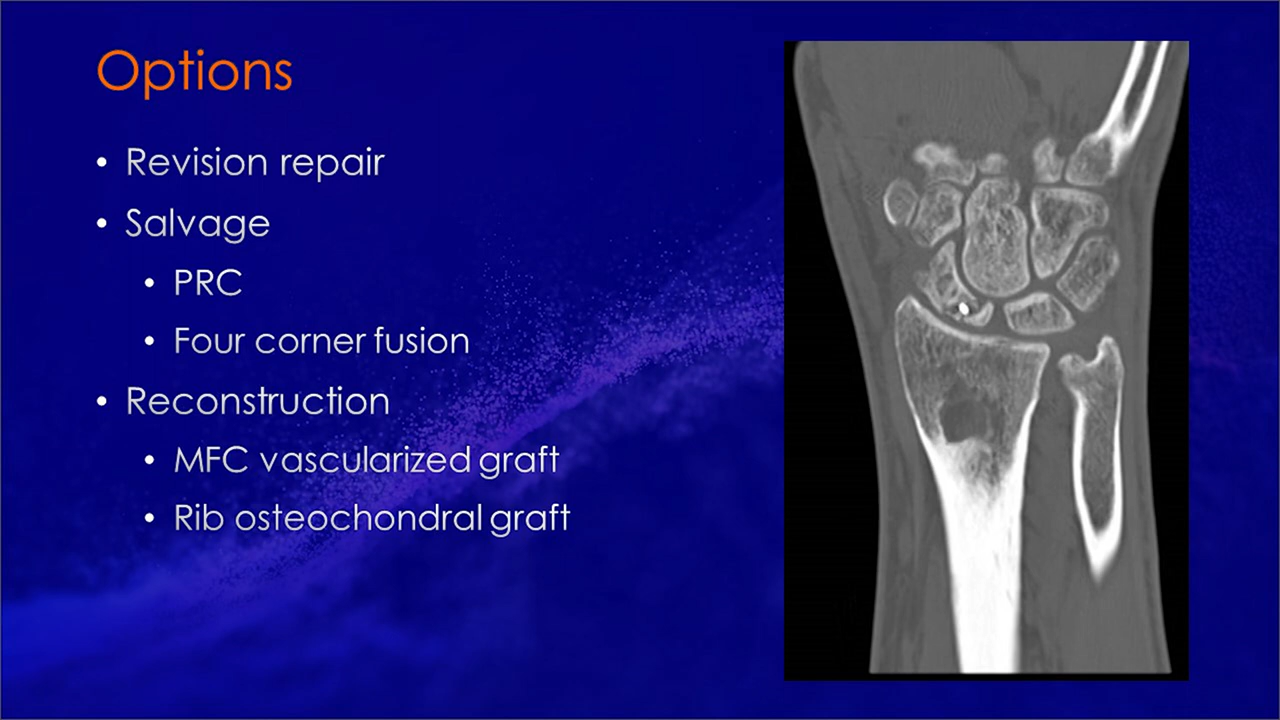 Options
• Revision repair
• Salvage
• PRC
• Four corner fusion
• Reconstruction
• MFC vascularized graft
• Rib osteochondral graft